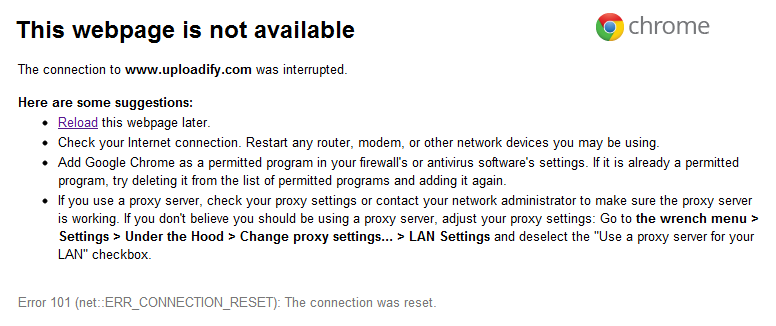 This webpage is not available
chrome
The connection to www.uploadify.com was interrupted.
Here are some suggestions:
Reload this webpage later.
Check your Internet connection. Restart any router, modem, or other network devices you may be using.
Add Google Chrome as a permitted program in your firewall's or antivirus software's settings. If it is already a permitted
program, try deleting it from the list of permitted programs and adding it again.
If you use a proxy server, check your proxy settings or contact your network administrator to make sure the proxy server
is working. If you don't believe you should be using a proxy server, adjust your proxy settings: Go to the wrench menu >
Settings > Under the Hood > Change proxy settings... > LAN Settings and deselect the "Use a proxy server for your
LAN" checkbox.
Error 101 (net::ERR_CONNECTION_RESET): The connection was reset.